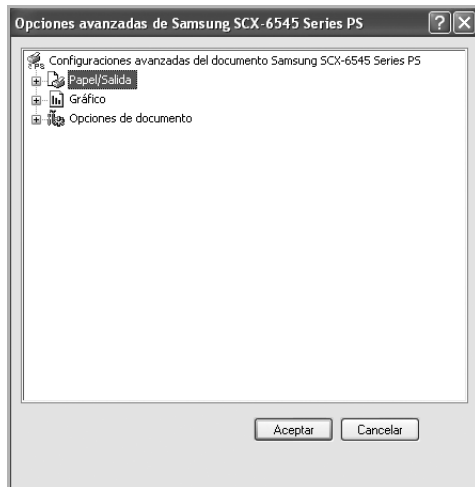 Opciones avanzadas de Samsung SCX-6545 Series PS
Configuraciones avanzadas del documento Samsung SCX-6545 Series PS
Papel/Salida
Gráfico
Opciones de documento
Aceptar
Cancelar